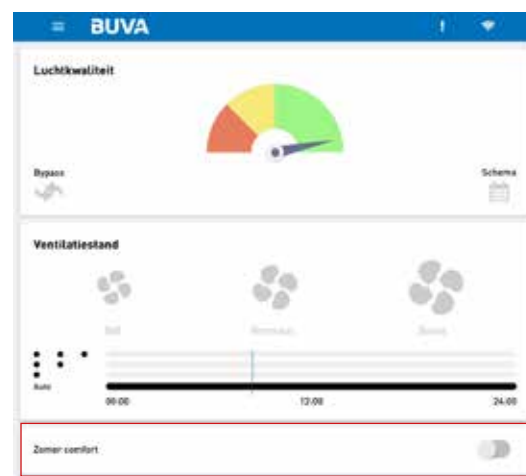 BUVA
Luchtkwaliteit
Bypass
Schema
Ventilatiestand
Auto
00:00 12:00 24:00
Zomer comfort